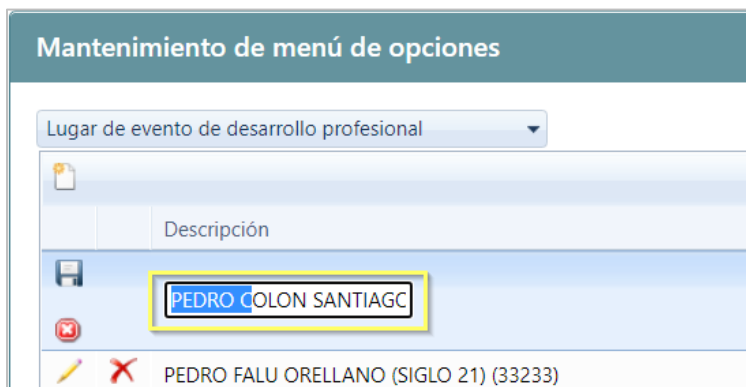 Mantenimiento de menú de opciones
Lugar de evento de desarrollo profesional
Descripción
PEDRO COLON SANTIAGO
PEDRO FALU ORELLANO (SIGLO 21) (33233)